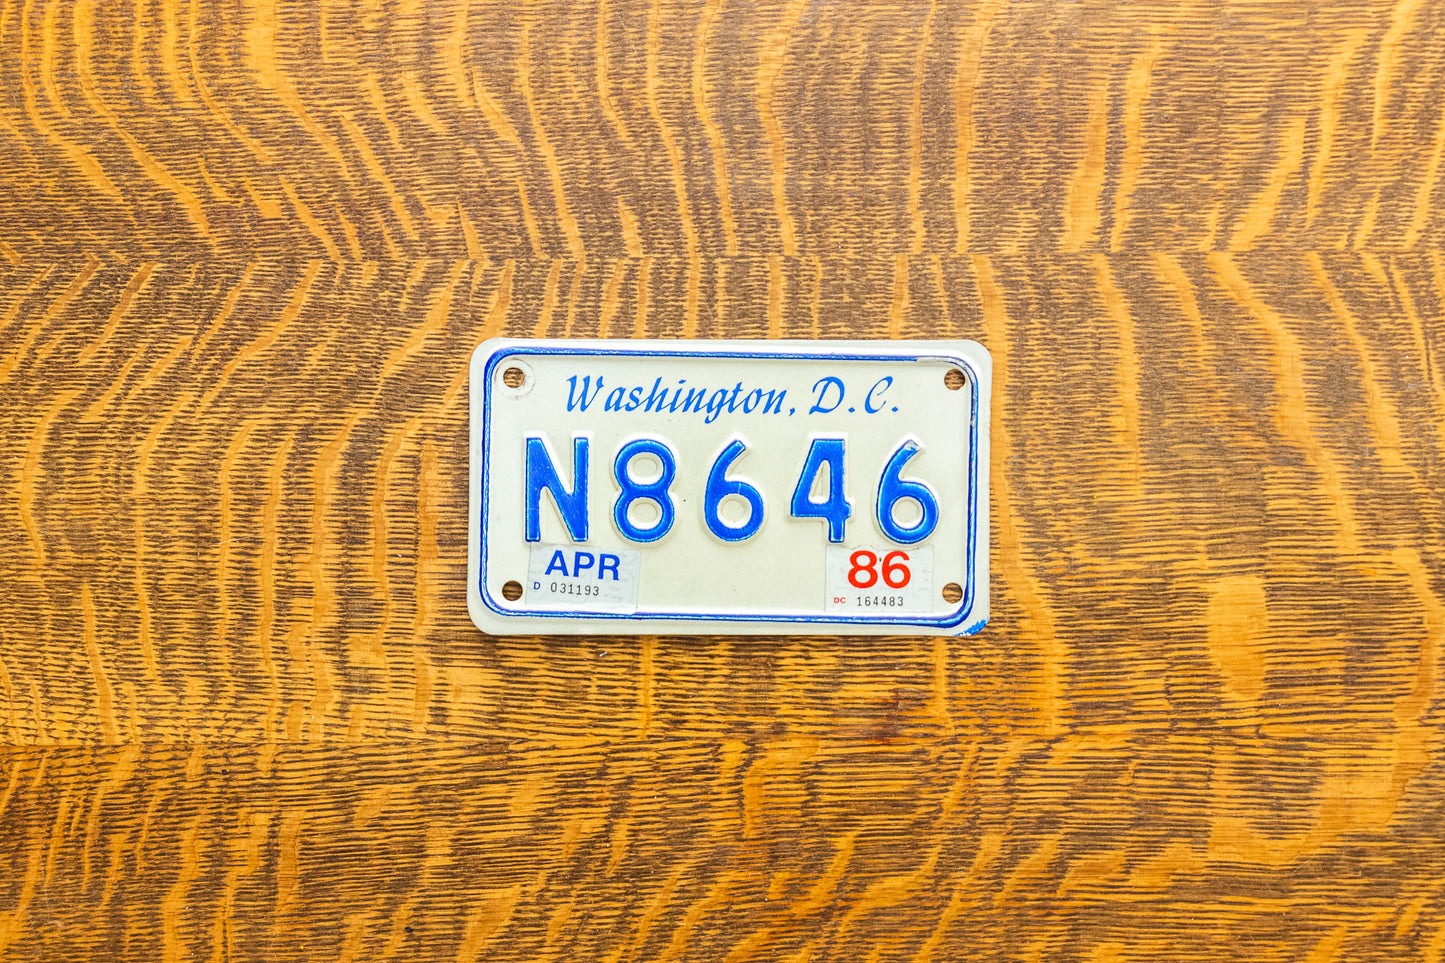 Washington, D.C.
N8646
APR 86
D 031193 DC 164483